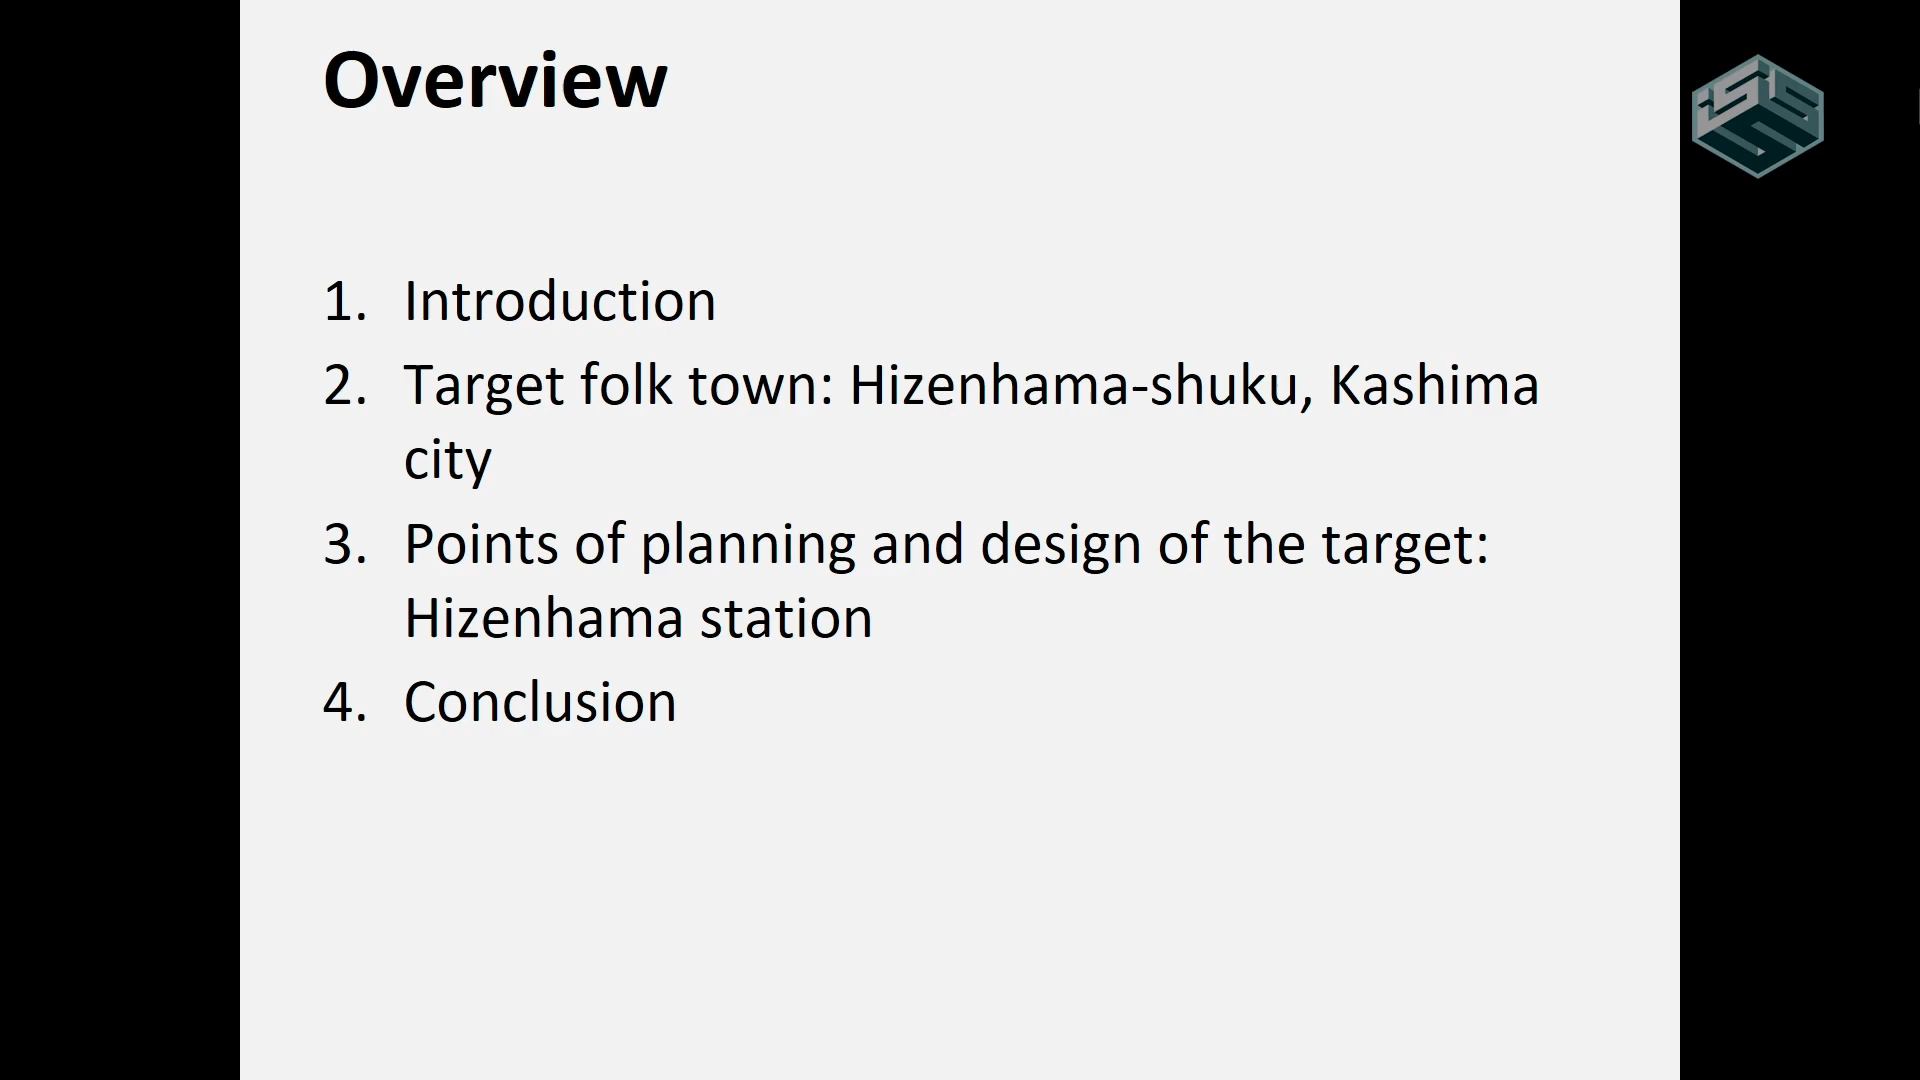 Overview
1. Introduction
2. Target folk town: Hizenhama-shuku, Kashima
city
3. Points of planning and design of the target:
Hizenhama station
4. Conclusion